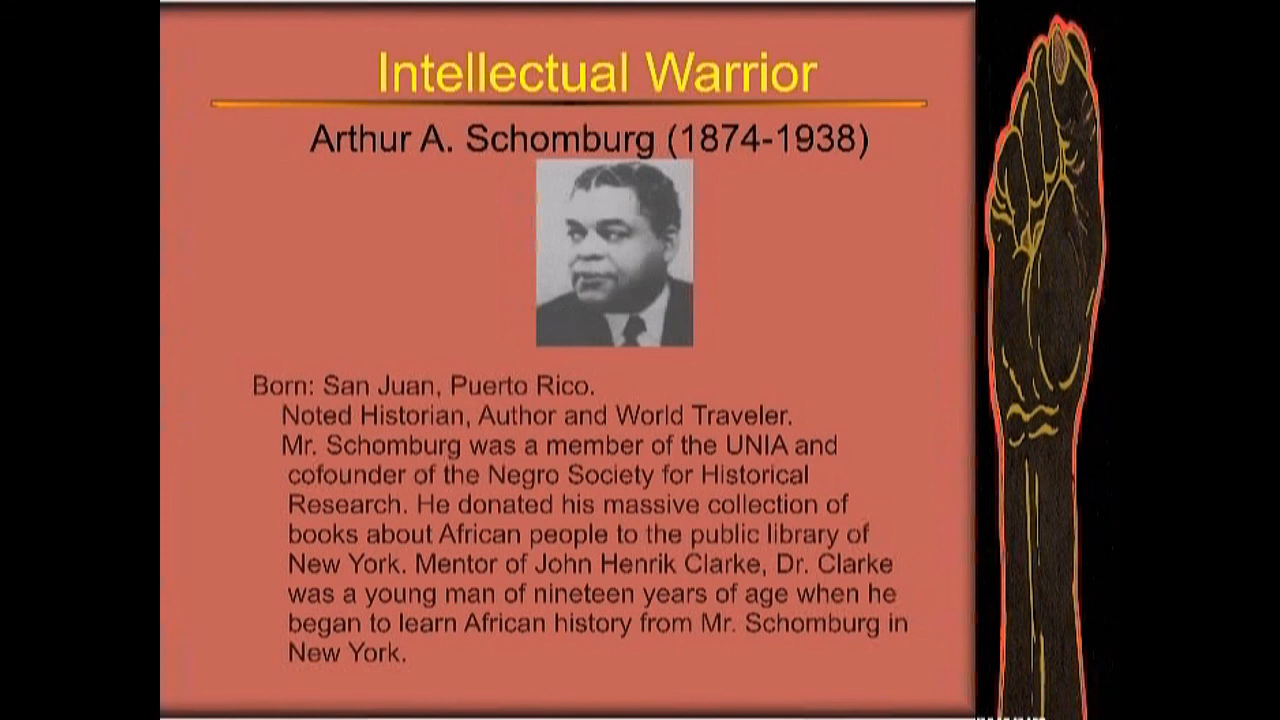 Intellectual Warrior
Arthur A. Schomburg (1874-1938)
Born: San Juan, Puerto Rico.
Noted Historian, Author and World Traveler.
Mr. Schomburg was a member of the UNIA and
cofounder of the Negro Society for Historical
Research. He donated his massive collection of
books about African people to the public library of
New York. Mentor of John Henrik Clarke, Dr. Clarke
was a young man of nineteen years of age when he
began to learn African history from Mr. Schomburg in
New York.